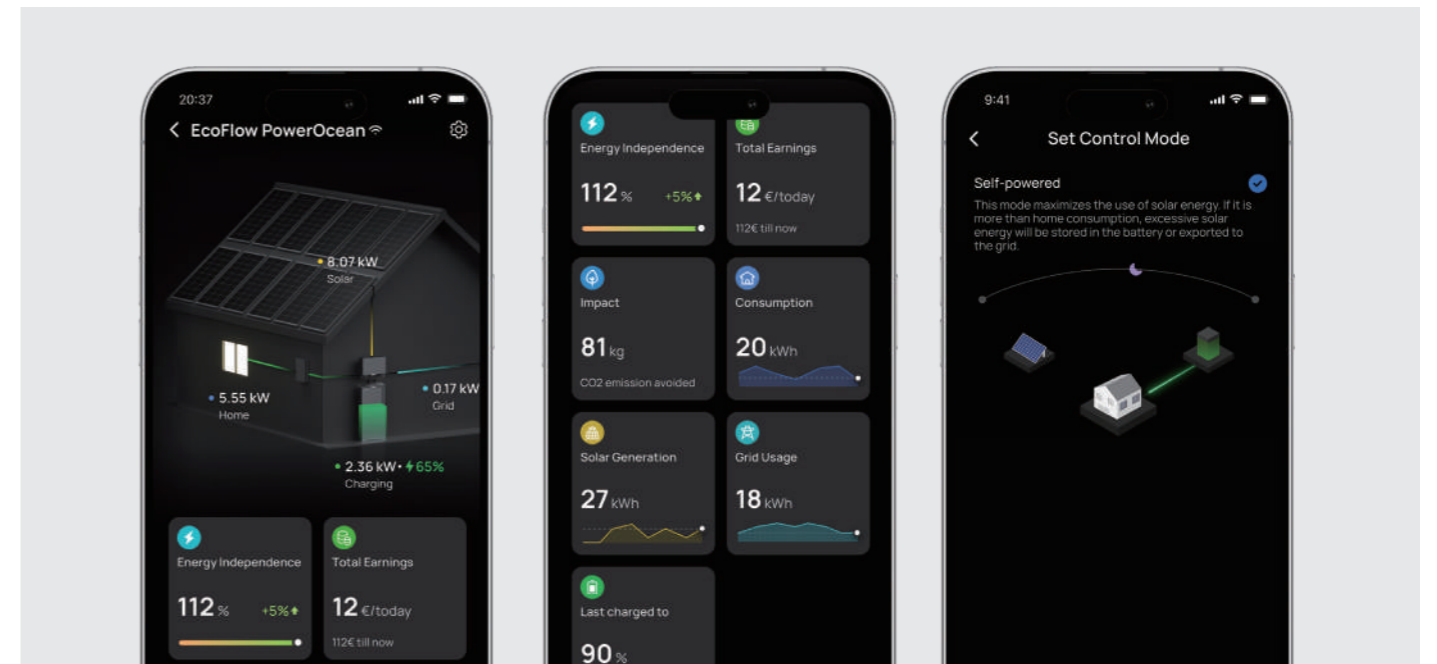 20:37
EcoFlow PowerOcean
8.07 kW
Solar
5.55 kW
Home
0.17 kW
Grid
2.36 kW • 65%
Charging
Energy Independence
112 % +5%
Total Earnings
12 €/today
112€ till now
Energy Independence
112 % +5%
Total Earnings
12 €/today
112€ till now
Impact
81 kg
CO2 emission avoided
Consumption
20 kWh
Solar Generation
27 kWh
Grid Usage
18 kWh
Last charged to
90 %
9:41
Set Control Mode
Self-powered
This mode maximizes the use of solar energy. If it is
more than home consumption, excessive solar
energy will be stored in the battery or exported to
the grid.